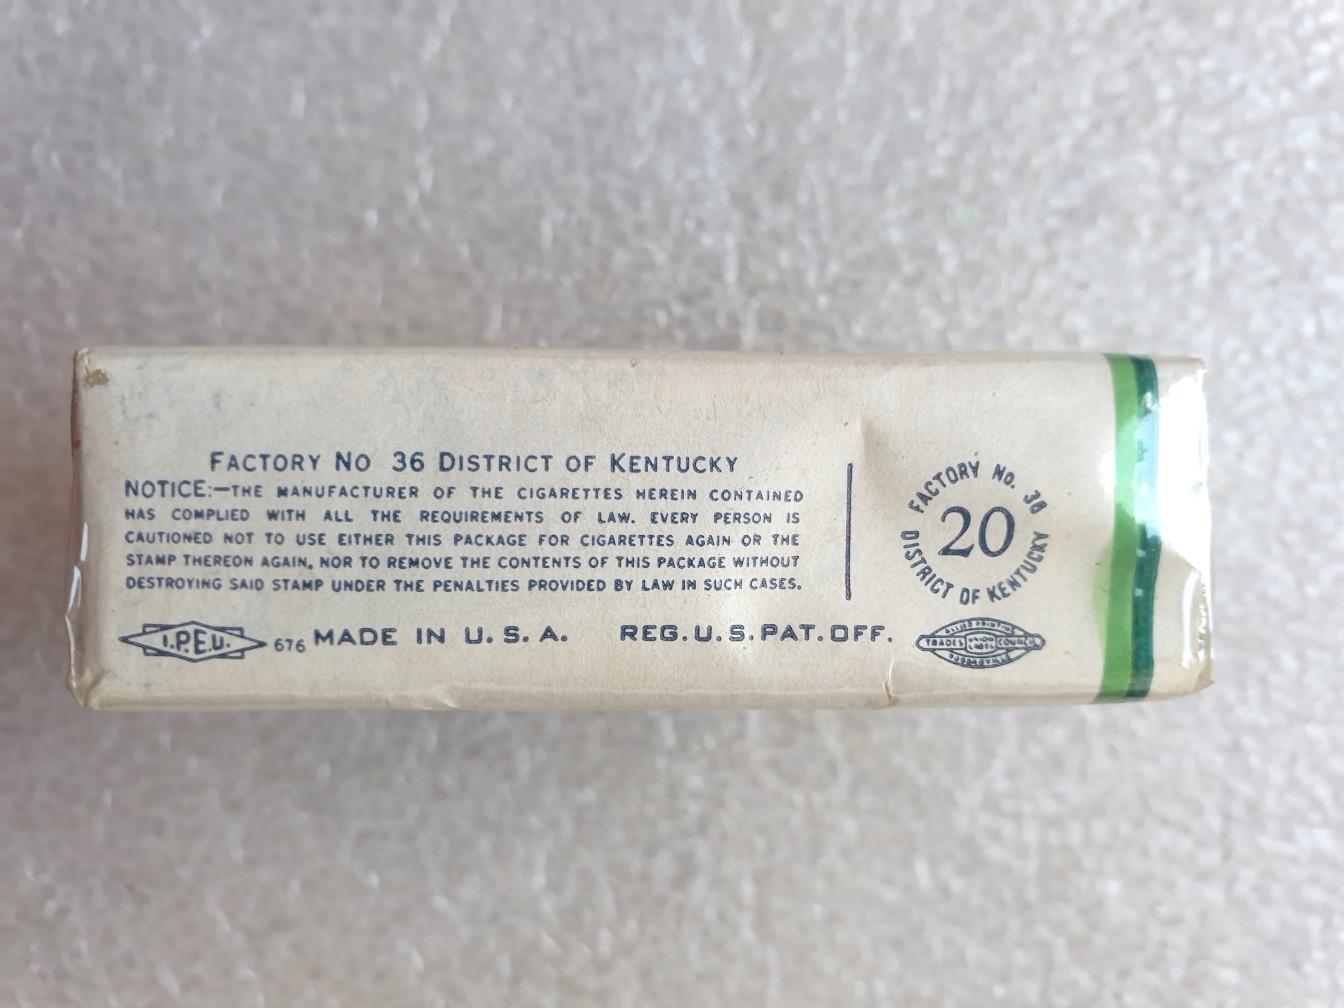 FACTORY NO 36 DISTRICT OF KENTUCKY
NOTICE:—THE MANUFACTURER OF THE CIGARETTES HEREIN CONTAINED
HAS COMPLIED WITH ALL THE REQUIREMENTS OF LAW. EVERY PERSON IS
CAUTIONED NOT TO USE EITHER THIS PACKAGE FOR CIGARETTES AGAIN OR THE
STAMP THEREON AGAIN, NOR TO REMOVE THE CONTENTS OF THIS PACKAGE WITHOUT
DESTROYING SAID STAMP UNDER THE PENALTIES PROVIDED BY LAW IN SUCH CASES.
I.P.E.U. 676 MADE IN U.S.A. REG.U.S.PAT.OFF.
FACTORY No. 36
20
DISTRICT OF KENTUCKY
TRADES UNION LABEL COUNCIL